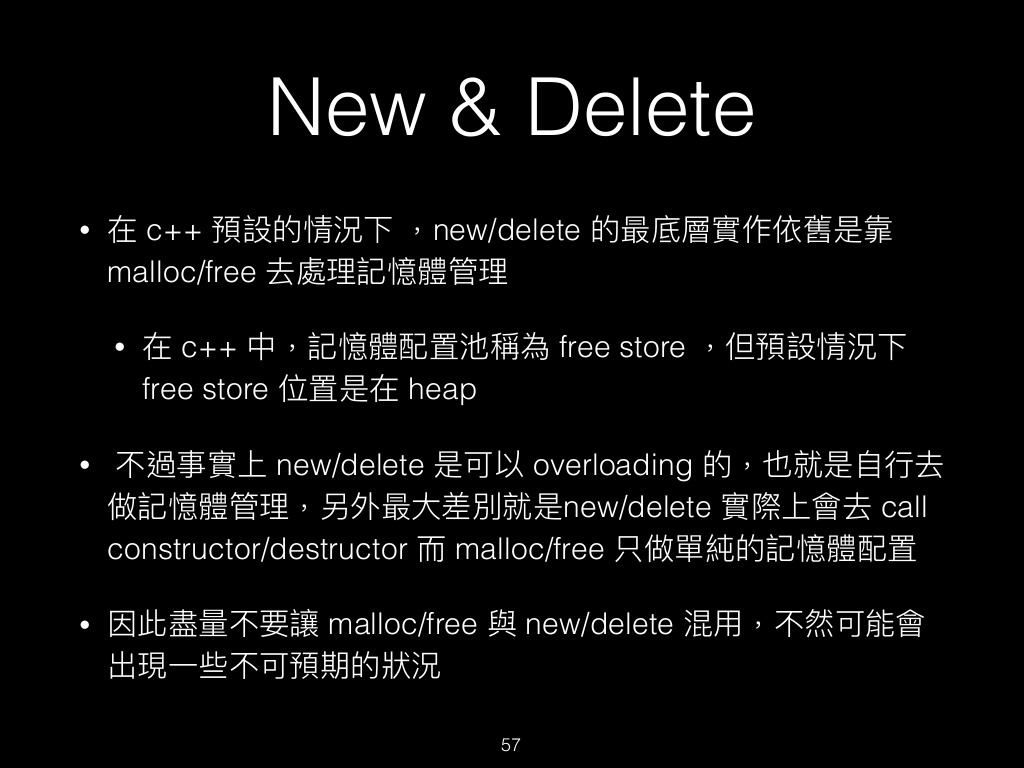 New & Delete
• 在 c++ 預設的情況下 ，new/delete 的最底層實作依舊是靠
malloc/free 去處理記憶體管理
• 在 c++ 中，記憶體配置池稱為 free store ，但預設情況下
free store 位置是在 heap
• 不過事實上 new/delete 是可以 overloading 的，也就是自行去
做記憶體管理，另外最大差別就是new/delete 實際上會去 call
constructor/destructor 而 malloc/free 只做單純的記憶體配置
• 因此盡量不要讓 malloc/free 與 new/delete 混用，不然可能會
出現一些不可預期的狀況
57